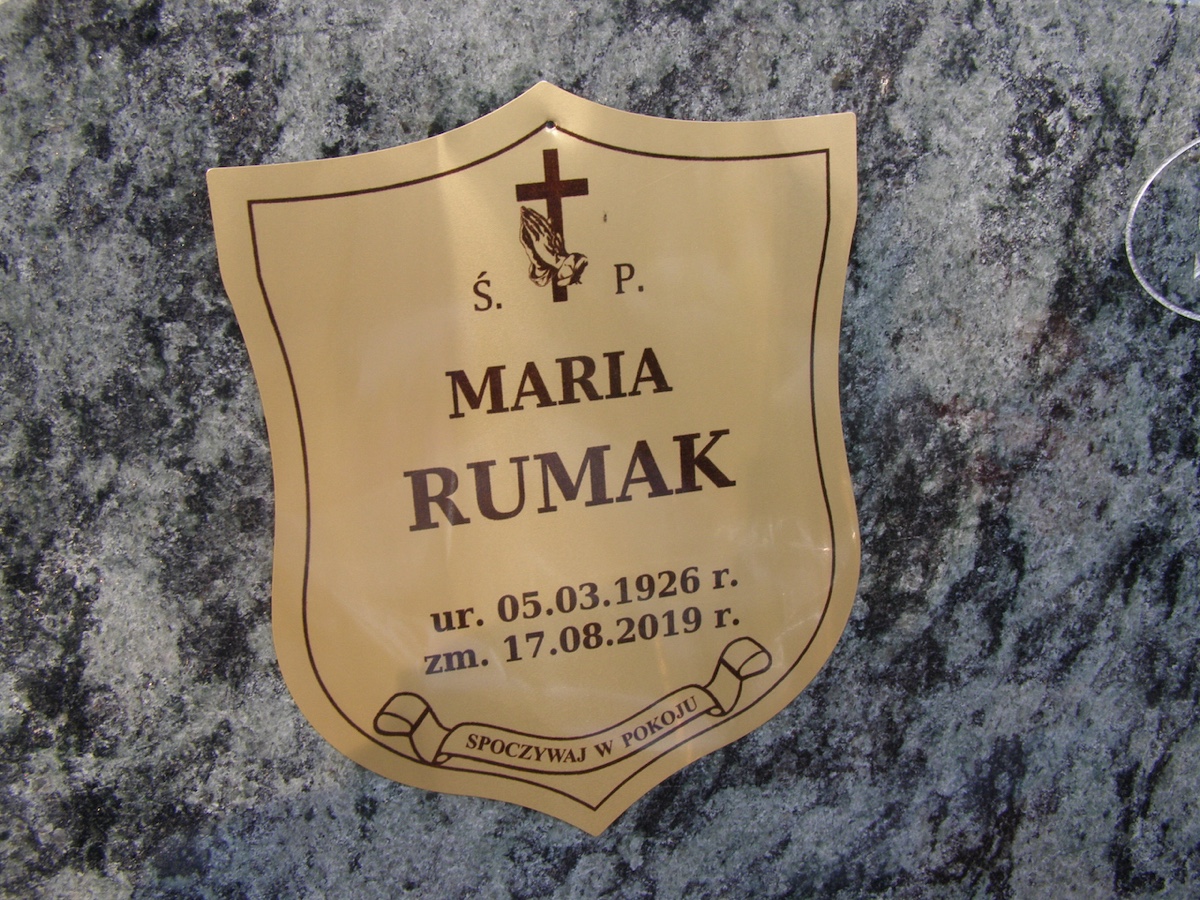 Ś. P.
MARIA
RUMAK
ur. 05.03.1926 r.
zm. 17.08.2019 r.
SPOCZYWAJ W POKOJU